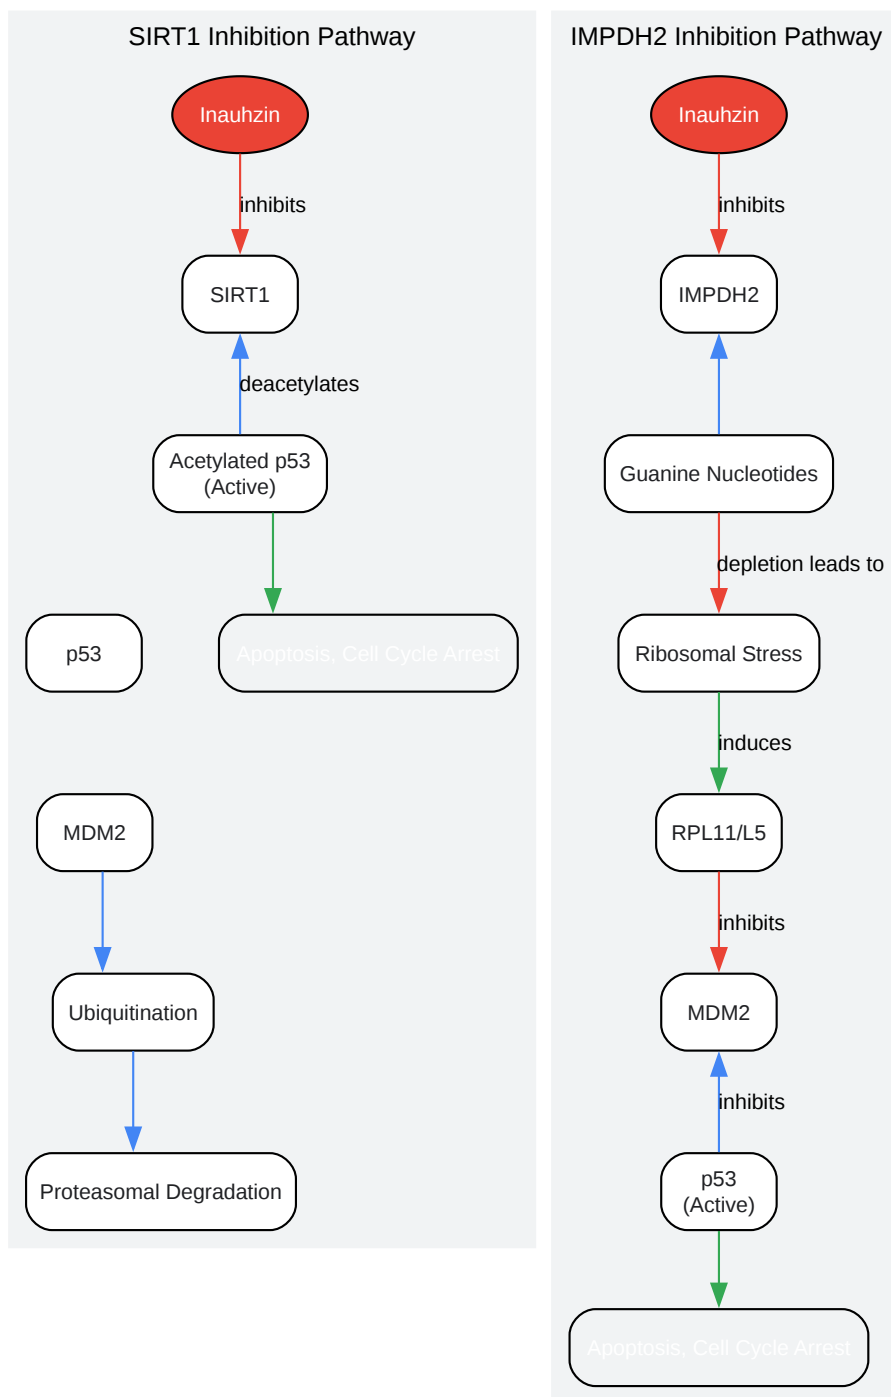 SIRT1 Inhibition Pathway
Inauhzin
inhibits
SIRT1
deacetylates
Acetylated p53
(Active)
p53
Apoptosis, Cell Cycle Arrest
MDM2
Ubiquitination
Proteasomal Degradation
IMPDH2 Inhibition Pathway
Inauhzin
inhibits
IMPDH2
Guanine Nucleotides
depletion leads to
Ribosomal Stress
induces
RPL11/L5
inhibits
MDM2
inhibits
p53
(Active)
Apoptosis, Cell Cycle Arrest